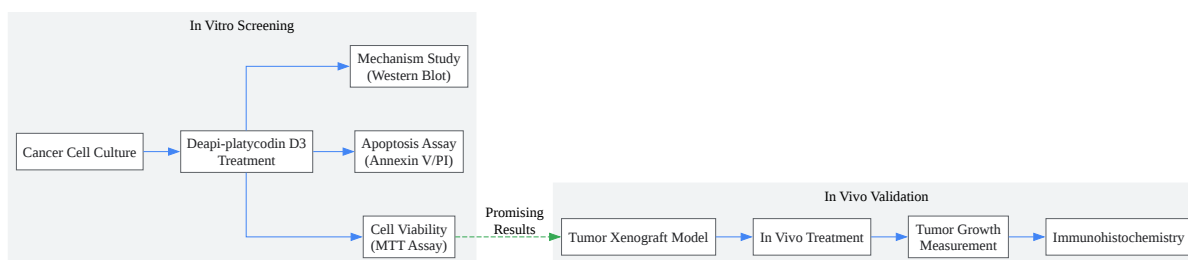 In Vitro Screening
Mechanism Study
(Western Blot)
Cancer Cell Culture
Deapi-platycodin D3
Treatment
Apoptosis Assay
(Annexin V/PI)
Cell Viability
(MTT Assay)
Promising
Results
In Vivo Validation
Tumor Xenograft Model
In Vivo Treatment
Tumor Growth
Measurement
Immunohistochemistry